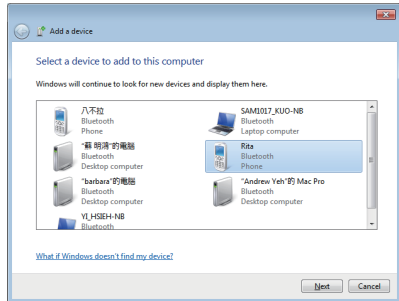 Add a device
Select a device to add to this computer
Windows will continue to look for new devices and display them here.
八不拉
Bluetooth
Phone
SAM1017_KUO-NB
Bluetooth
Laptop computer
"蘇明鴻"的電腦
Bluetooth
Desktop computer
Rita
Bluetooth
Phone
"barbara"的電腦
Bluetooth
Desktop computer
"Andrew Yeh"的 Mac Pro
Bluetooth
Desktop computer
YI_HSIEH-NB
Bluetooth
What if Windows doesn't find my device?
Next
Cancel